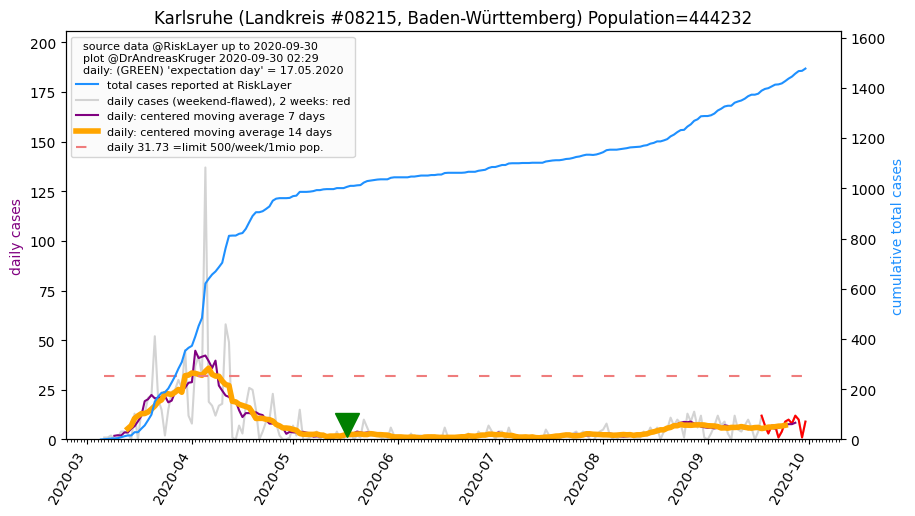 Karlsruhe (Landkreis #08215, Baden-Württemberg) Population=444232
source data @RiskLayer up to 2020-09-30
plot @DrAndreasKruger 2020-09-30 02:29
daily: (GREEN) 'expectation day' = 17.05.2020
total cases reported at RiskLayer
daily cases (weekend-flawed), 2 weeks: red
daily: centered moving average 7 days
daily: centered moving average 14 days
daily 31.73 =limit 500/week/1mio pop.
daily cases
200
175
150
125
100
75
50
25
0
cumulative total cases
1600
1400
1200
1000
800
600
400
200
0
2020-03
2020-04
2020-05
2020-06
2020-07
2020-08
2020-09
2020-10